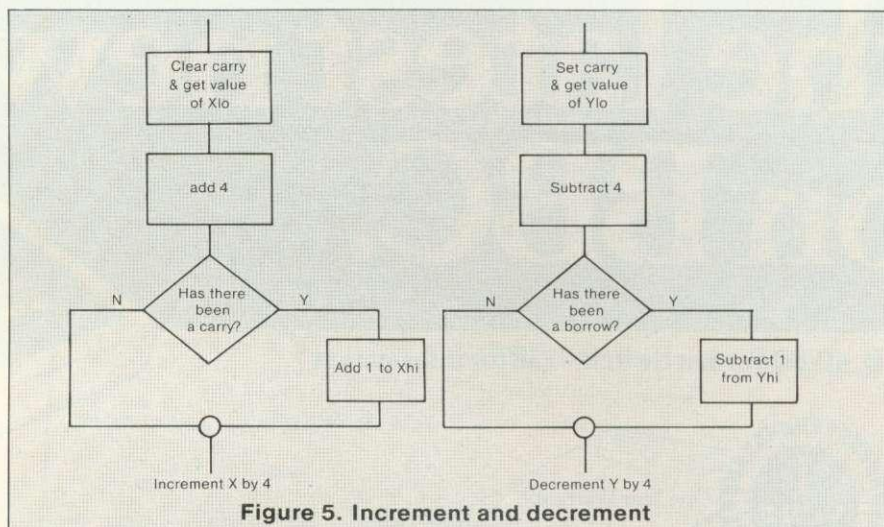 Clear carry
& get value
of Xlo
add 4
Has there
been
a carry?
N
Y
Add 1 to Xhi
Increment X by 4
Set carry
& get value
of Ylo
Subtract 4
Has there
been
a borrow?
N
Y
Subtract 1
from Yhi
Decrement Y by 4
Figure 5. Increment and decrement